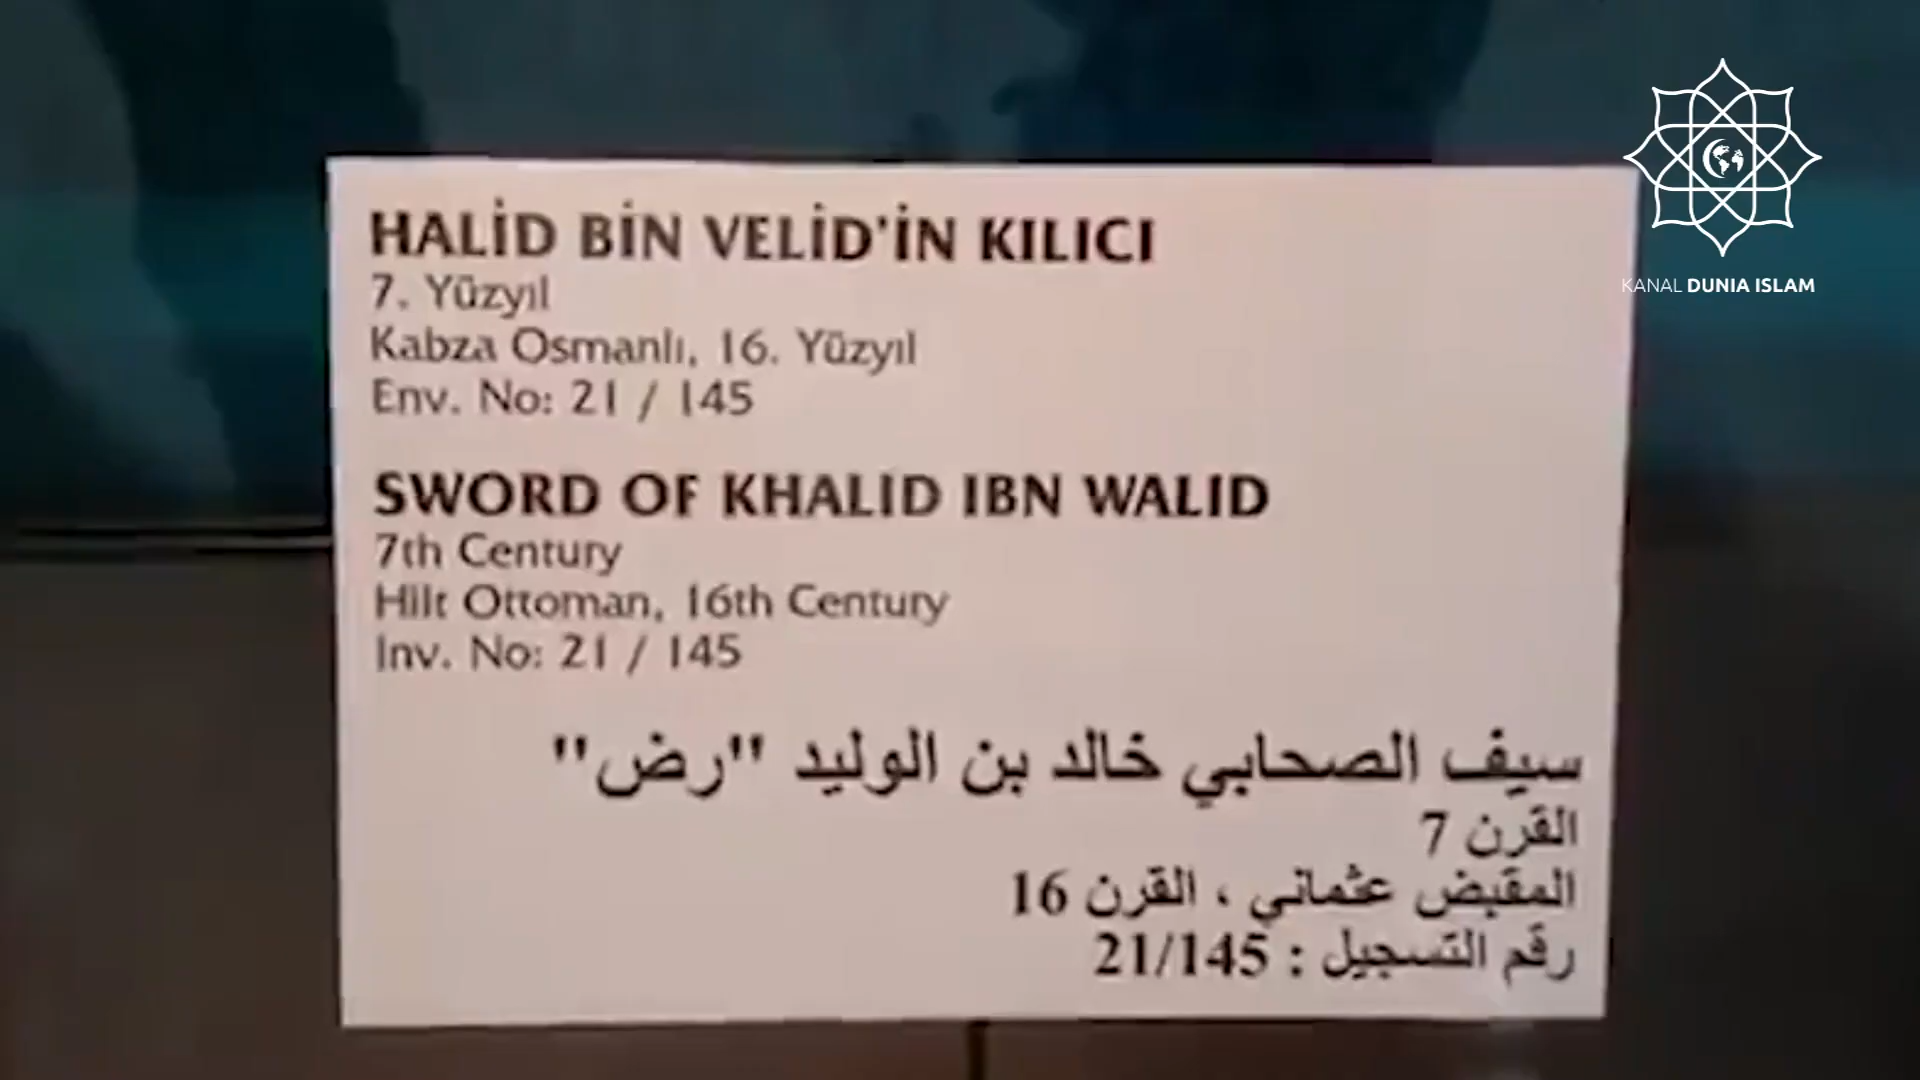 HALİD BİN VELİD'İN KILICI
7. Yüzyıl
Kabza Osmanlı, 16. Yüzyıl
Env. No: 21 / 145
SWORD OF KHALID IBN WALID
7th Century
Hilt Ottoman, 16th Century
Inv. No: 21 / 145
سيف الصحابي خالد بن الوليد "رض"
القرن 7
المقبض عثماني ، القرن 16
رقم التسجيل : 21/145
KANAL DUNIA ISLAM